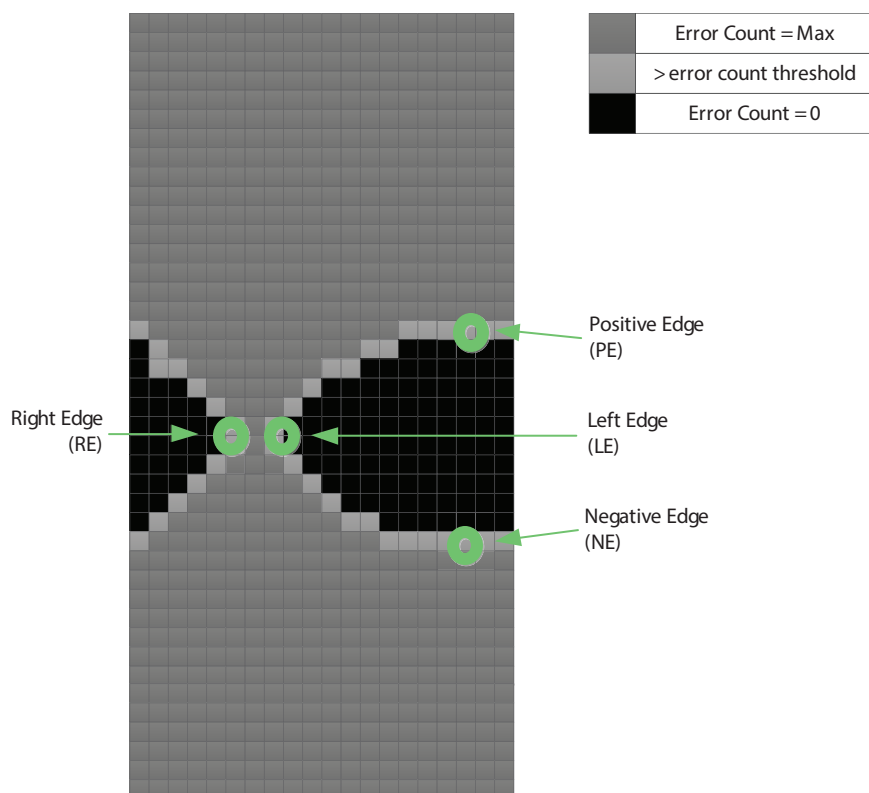 Error Count = Max
> error count threshold
Error Count = 0
Positive Edge
(PE)
Right Edge
(RE)
Left Edge
(LE)
Negative Edge
(NE)